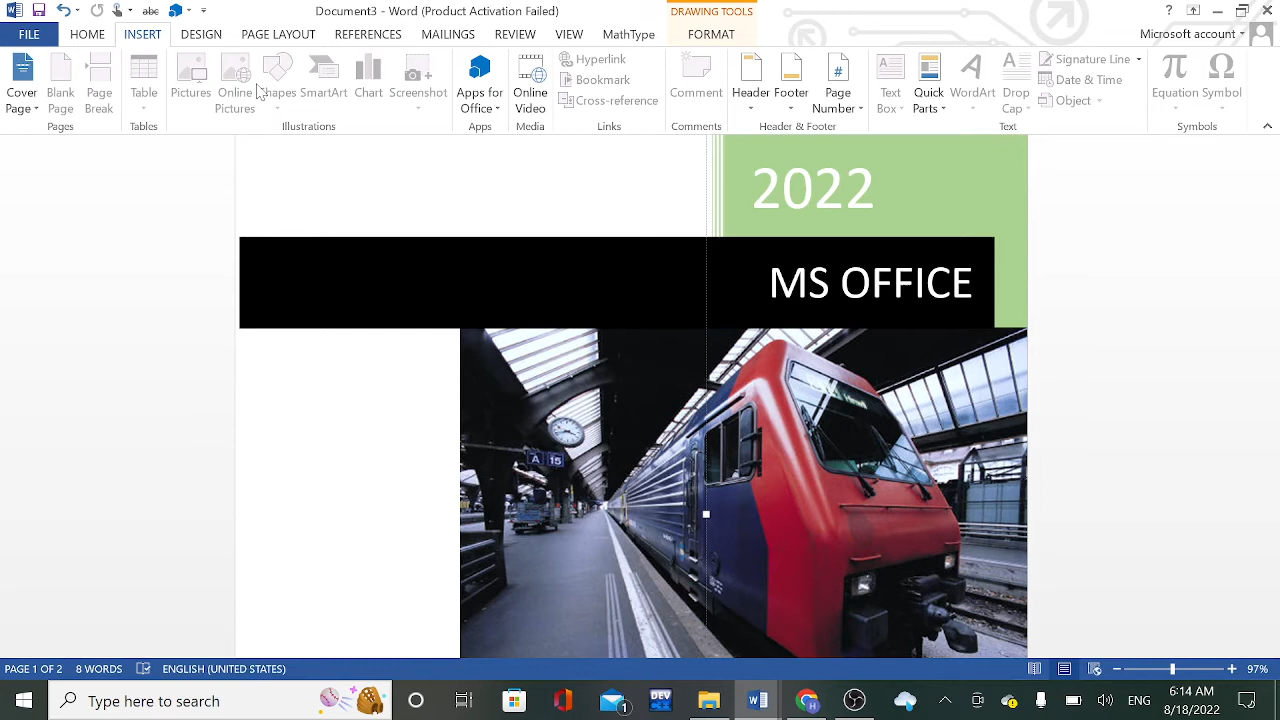 Document3 - Word (Product Activation Failed)
DRAWING TOOLS
FILE HOME INSERT DESIGN PAGE LAYOUT REFERENCES MAILINGS REVIEW VIEW MathType FORMAT
Microsoft account
Cover Page
Blank Page
Page Break
Table
Pictures
Online Pictures
Shapes
SmartArt
Chart
Screenshot
Apps for Office
Online Video
Hyperlink
Bookmark
Cross-reference
Comment
Header
Footer
Page Number
Text Box
Quick Parts
WordArt
Drop Cap
Signature Line
Date & Time
Object
Equation
Symbol
Pages Tables Illustrations Apps Media Links Comments Header & Footer Text Symbols
2022
MS OFFICE
A 15
PAGE 1 OF 2 8 WORDS ENGLISH (UNITED STATES) 97%
Type here to search
DEV
ENG
6:14 AM
8/18/2022